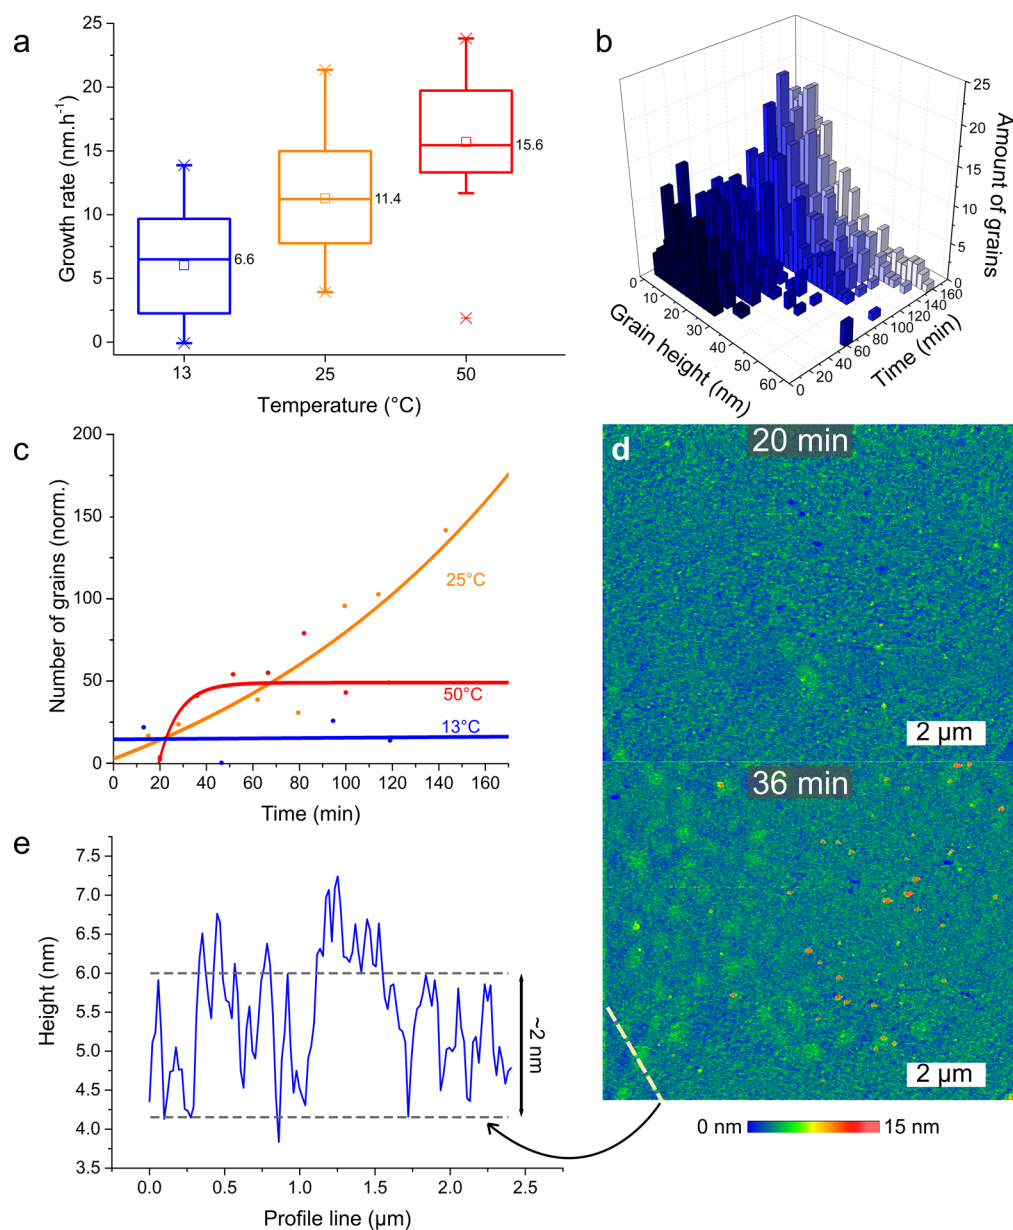 a
Growth rate (nm.h⁻¹)
25
20
15
10
5
0
6.6
11.4
15.6
13
25
50
Temperature (°C)
b
Amount of grains
25
20
15
10
5
0
0
10
20
30
40
50
60
Grain height (nm)
0
20
40
60
80
100
120
140
160
Time (min)
c
Number of grains (norm.)
200
150
100
50
0
25°C
50°C
13°C
0 20 40 60 80 100 120 140 160
Time (min)
d
20 min
2 µm
36 min
2 µm
0 nm
15 nm
e
Height (nm)
7.5
7.0
6.5
6.0
5.5
5.0
4.5
4.0
3.5
~2 nm
0.0 0.5 1.0 1.5 2.0 2.5
Profile line (µm)